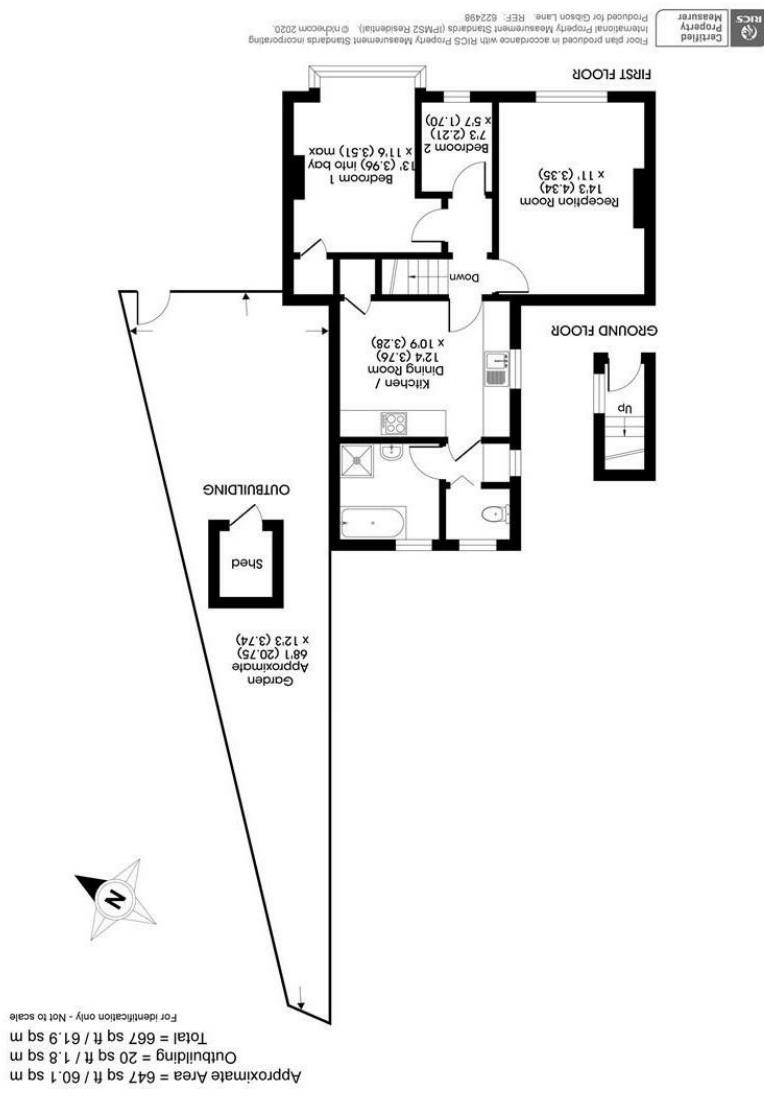 Approximate Area = 647 sq ft / 60.1 sq m
Outbuilding = 20 sq ft / 1.8 sq m
Total = 667 sq ft / 61.9 sq m
For identification only - Not to scale
N
Garden
Approximate
68'1 (20.75)
x 12'3 (3.74)
Shed
OUTBUILDING
Kitchen /
Dining Room
12'4 (3.76)
x 10'9 (3.28)
Up
GROUND FLOOR
Down
Reception Room
14'3 (4.34)
x 11' (3.35)
Bedroom 2
7'3 (2.21)
x 5'7 (1.70)
Bedroom 1
13' (3.96) into bay
x 11'6 (3.51) max
FIRST FLOOR
RICS
Certified
Property
Measurer
Floor plan produced in accordance with RICS Property Measurement Standards incorporating
International Property Measurement Standards (IPMS2 Residential). © nichecom 2020.
Produced for Gibson Lane. REF: 622498